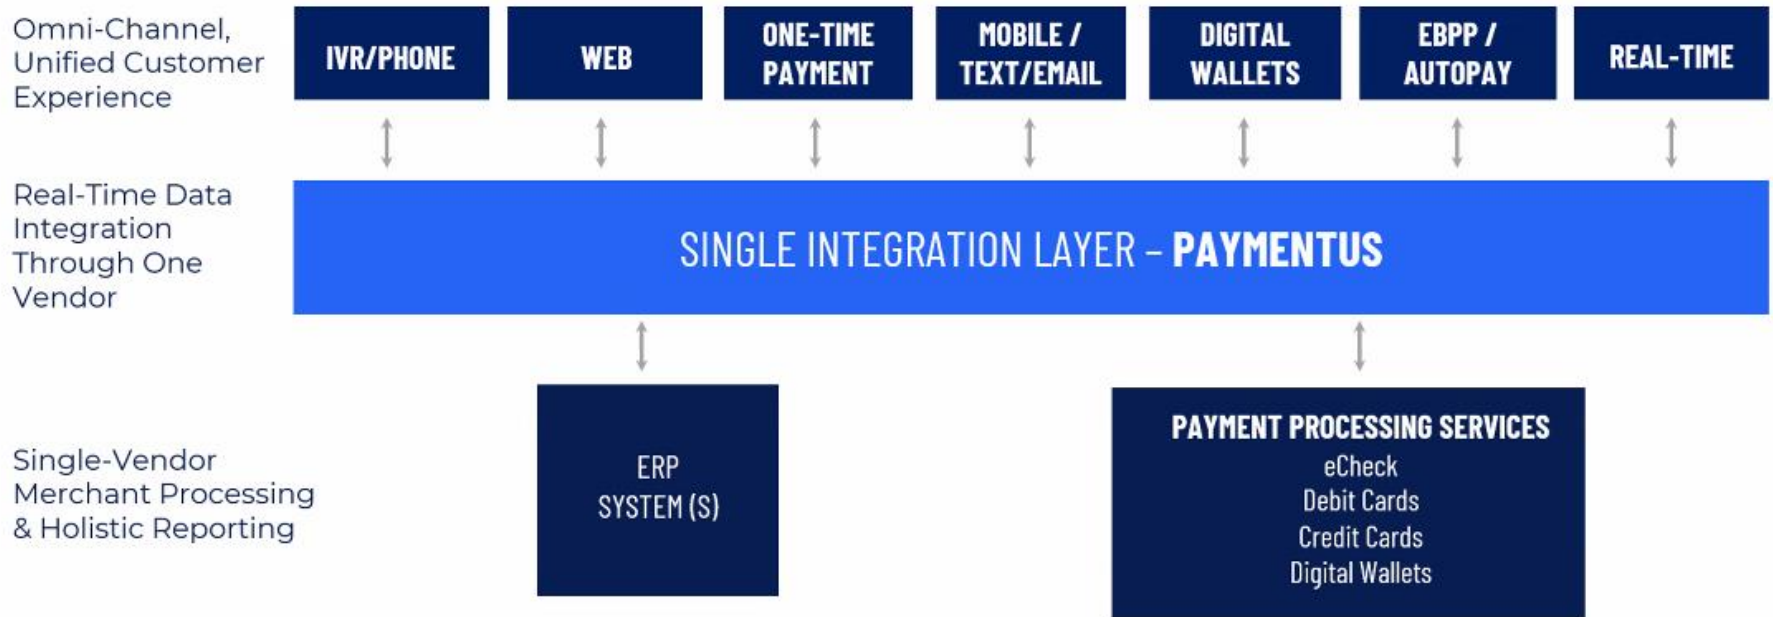 Omni-Channel,
Unified Customer
Experience
IVR/PHONE
WEB
ONE-TIME
PAYMENT
MOBILE /
TEXT/EMAIL
DIGITAL
WALLETS
EBPP /
AUTOPAY
REAL-TIME
Real-Time Data
Integration
Through One
Vendor
SINGLE INTEGRATION LAYER – PAYMENTUS
Single-Vendor
Merchant Processing
& Holistic Reporting
ERP
SYSTEM (S)
PAYMENT PROCESSING SERVICES
eCheck
Debit Cards
Credit Cards
Digital Wallets